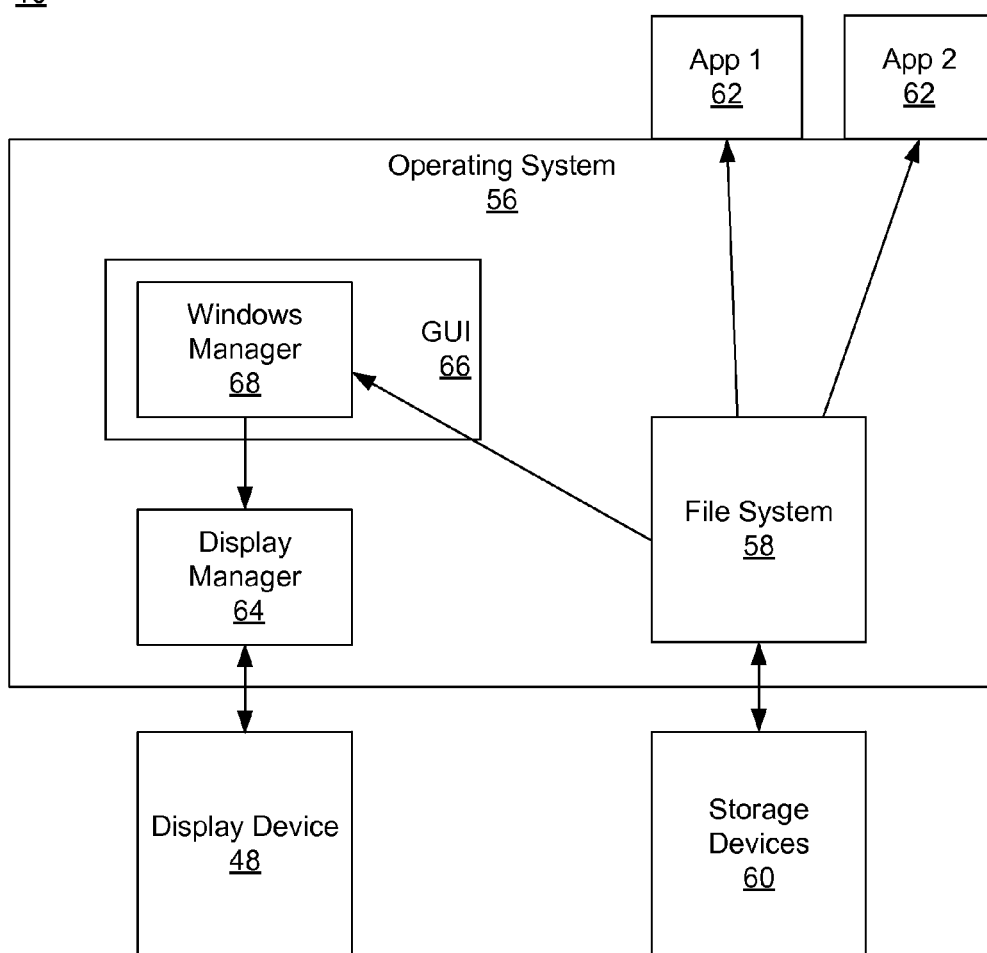 App 1
62
App 2
62
Operating System
56
Windows
Manager
68
GUI
66
File System
58
Display
Manager
64
Display Device
48
Storage
Devices
60